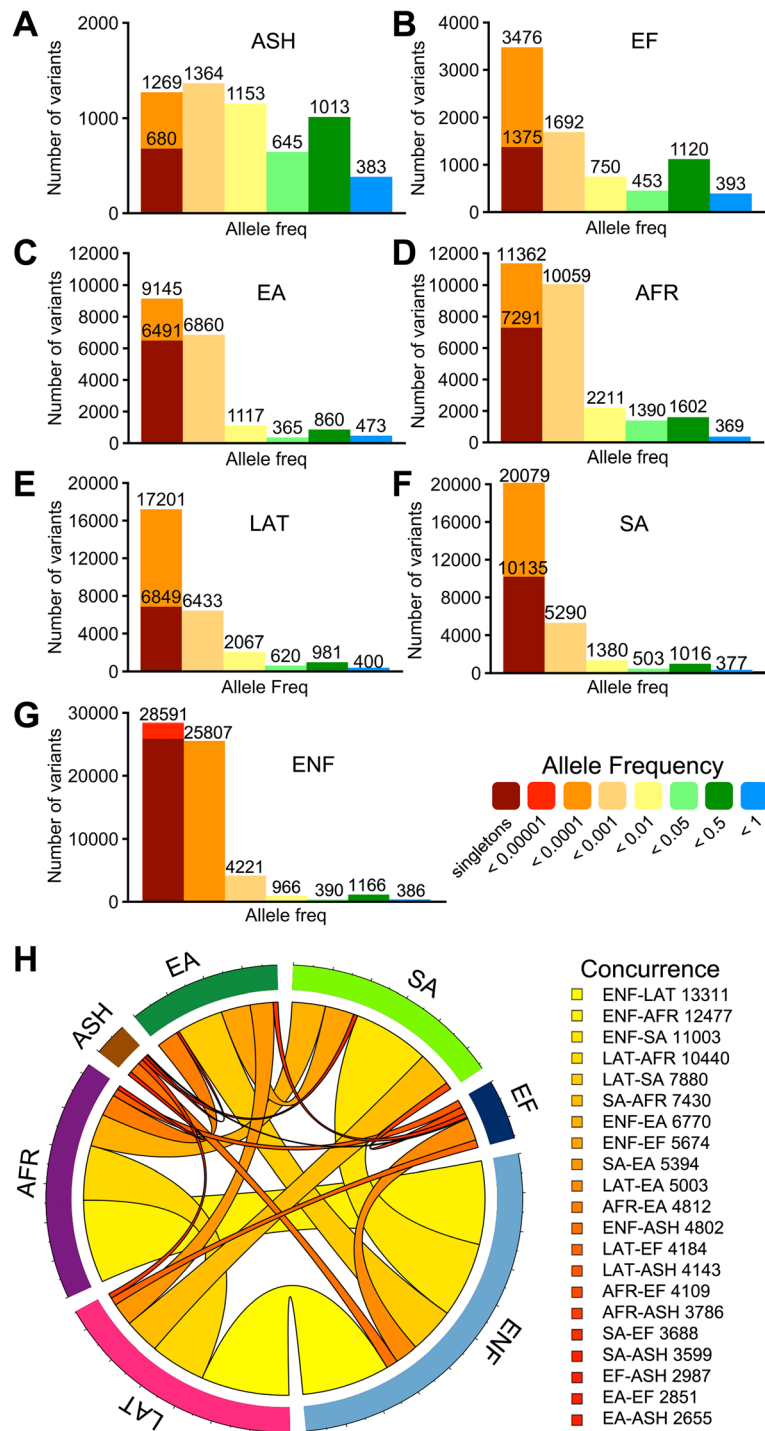 A
ASH
Number of variants
2000
1000
0
1269
680
1364
1153
645
1013
383
Allele freq
B
EF
Number of variants
4000
3000
2000
1000
0
3476
1375
1692
750
453
1120
393
Allele freq
C
EA
Number of variants
12000
10000
8000
6000
4000
2000
0
9145
6491
6860
1117
365
860
473
Allele freq
D
AFR
Number of variants
12000
10000
8000
6000
4000
2000
0
11362
7291
10059
2211
1390
1602
369
Allele freq
E
LAT
Number of variants
20000
16000
12000
8000
4000
0
17201
6849
6433
2067
620
981
400
Allele Freq
F
SA
Number of variants
20000
16000
12000
8000
4000
0
20079
10135
5290
1380
503
1016
377
Allele freq
G
ENF
Number of variants
30000
20000
10000
0
28591
25807
4221
966
390
1166
386
Allele freq
Allele Frequency
singletons
< 0.00001
< 0.0001
< 0.001
< 0.01
< 0.05
< 0.5
< 1
H
EA
SA
ASH
EF
AFR
ENF
LAT
Concurrence
ENF-LAT 13311
ENF-AFR 12477
ENF-SA 11003
LAT-AFR 10440
LAT-SA 7880
SA-AFR 7430
ENF-EA 6770
ENF-EF 5674
SA-EA 5394
LAT-EA 5003
AFR-EA 4812
ENF-ASH 4802
LAT-EF 4184
LAT-ASH 4143
AFR-EF 4109
AFR-ASH 3786
SA-EF 3688
SA-ASH 3599
EF-ASH 2987
EA-EF 2851
EA-ASH 2655